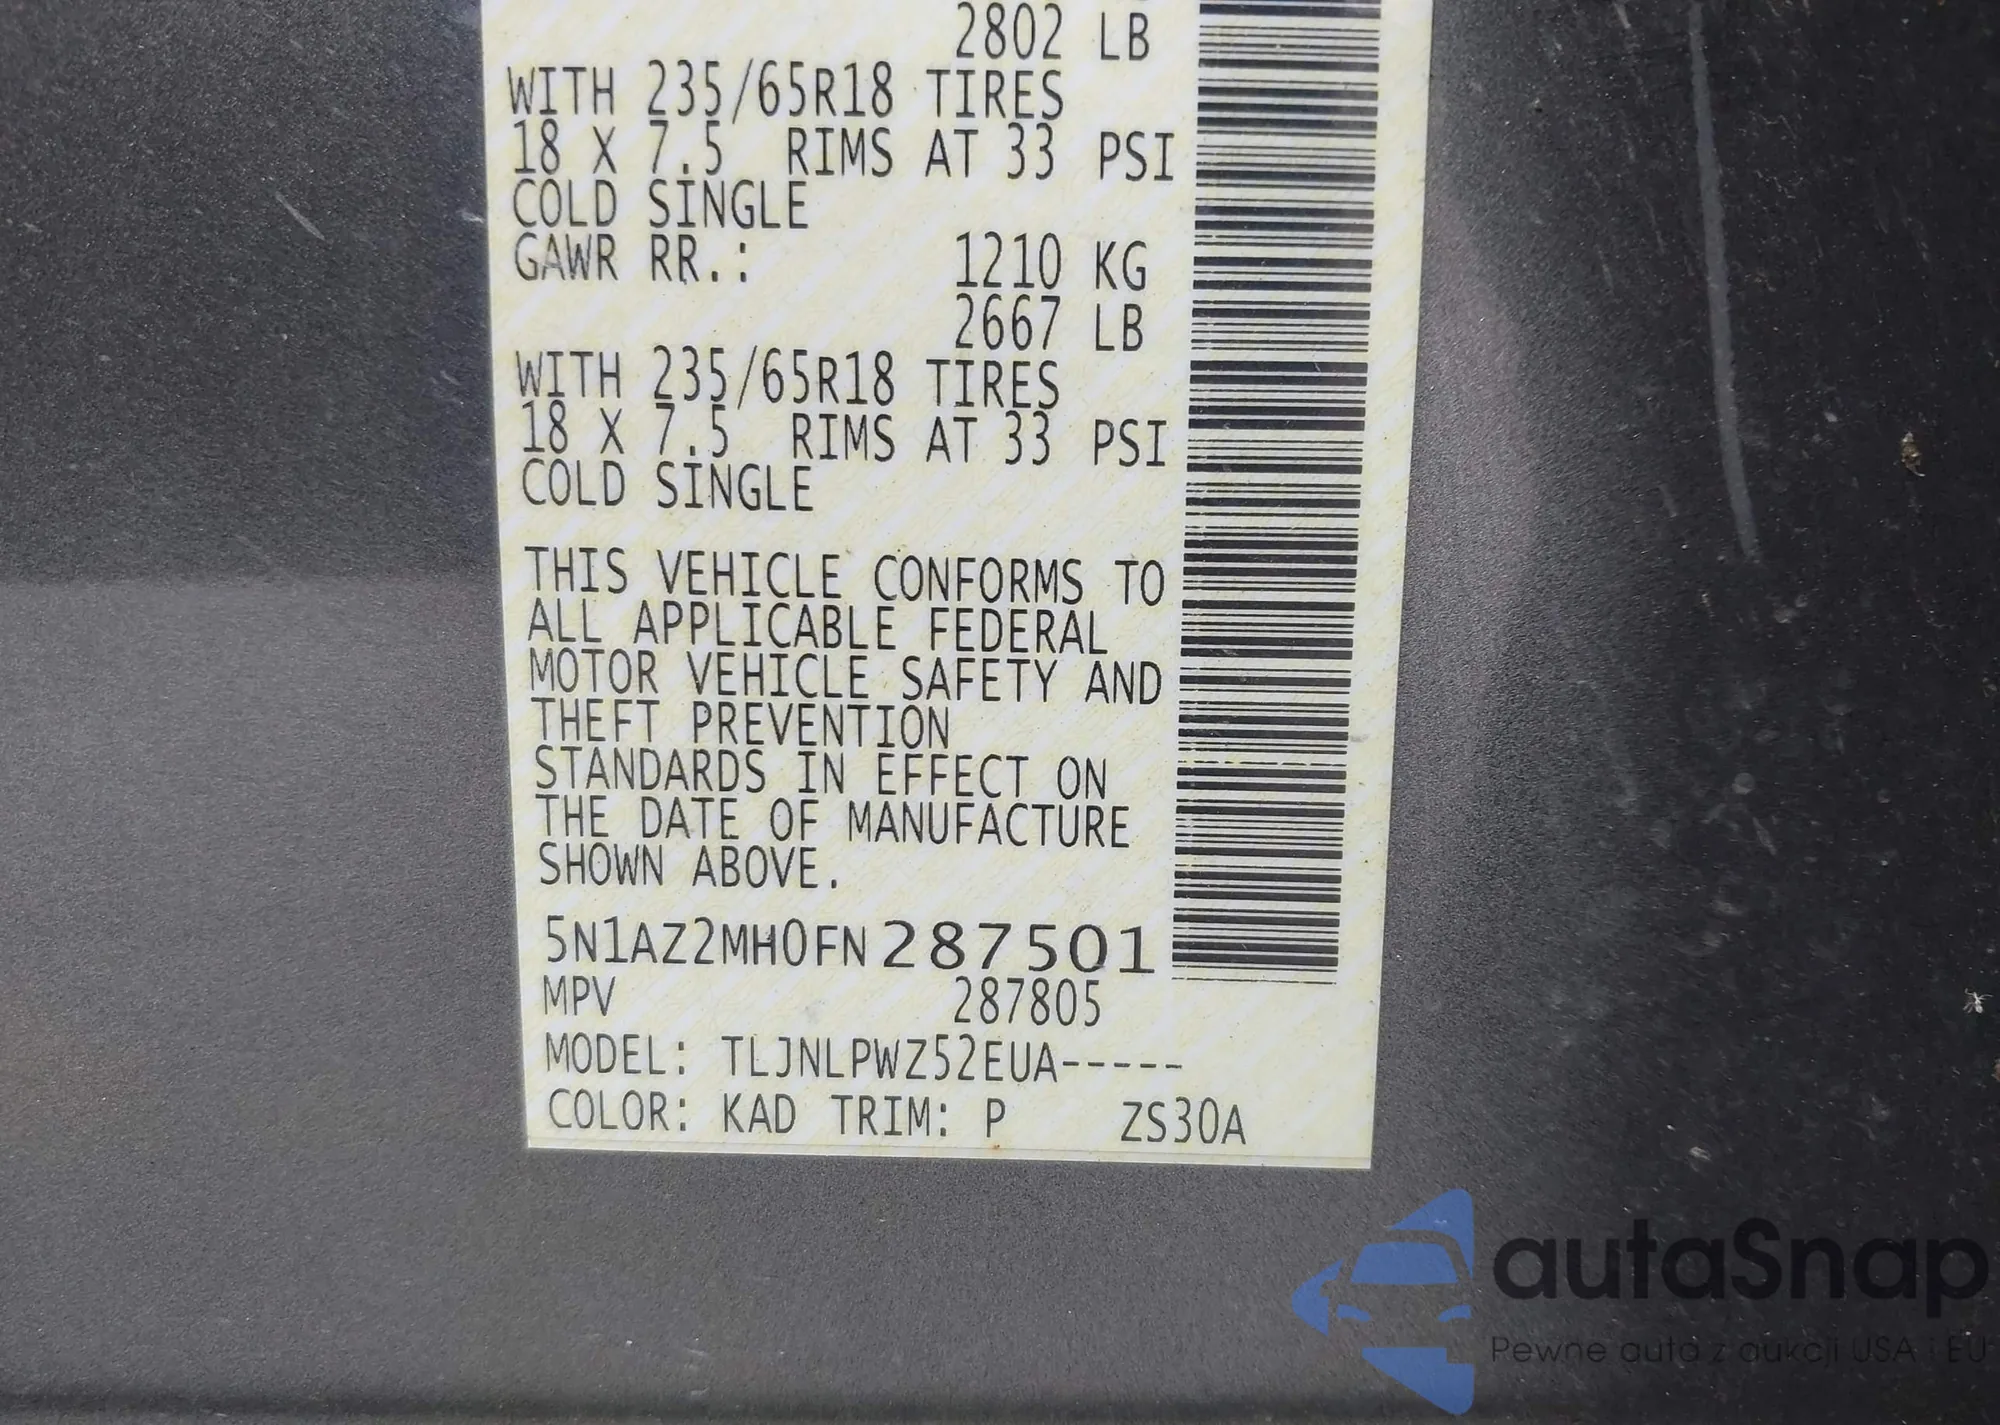 2802 LB
WITH 235/65R18 TIRES
18 X 7.5 RIMS AT 33 PSI
COLD SINGLE
GAWR RR.: 1210 KG
2667 LB
WITH 235/65R18 TIRES
18 X 7.5 RIMS AT 33 PSI
COLD SINGLE
THIS VEHICLE CONFORMS TO
ALL APPLICABLE FEDERAL
MOTOR VEHICLE SAFETY AND
THEFT PREVENTION
STANDARDS IN EFFECT ON
THE DATE OF MANUFACTURE
SHOWN ABOVE.
5N1AZ2MH0FN287501
MPV 287805
MODEL: TLJNLPWZ52EUA-----
COLOR: KAD TRIM: P ZS30A
autaSnap
Pewne auta z aukcji USA i EU